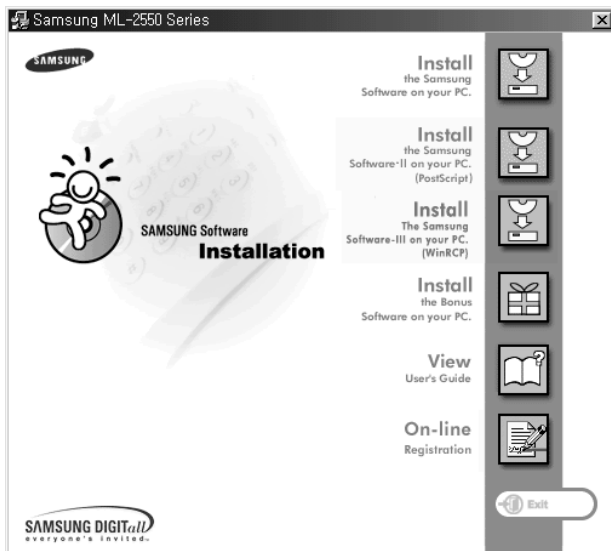 Samsung ML-2550 Series
SAMSUNG
Install
the Samsung
Software on your PC.
Install
the Samsung
Software-II on your PC.
(PostScript)
Install
The Samsung
Software-III on your PC.
(WinRCP)
SAMSUNG Software
Installation
Install
the Bonus
Software on your PC.
View
User's Guide
On-line
Registration
Exit
SAMSUNG DIGITall
everyone's invited™